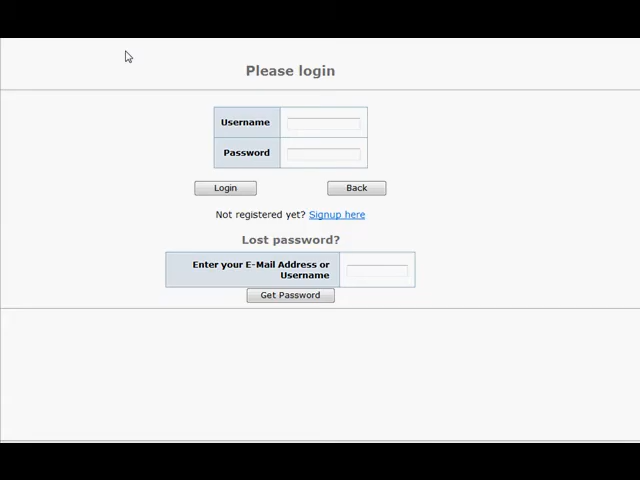 Please login
Username
Password
Login Back
Not registered yet? Signup here
Lost password?
Enter your E-Mail Address or
Username
Get Password